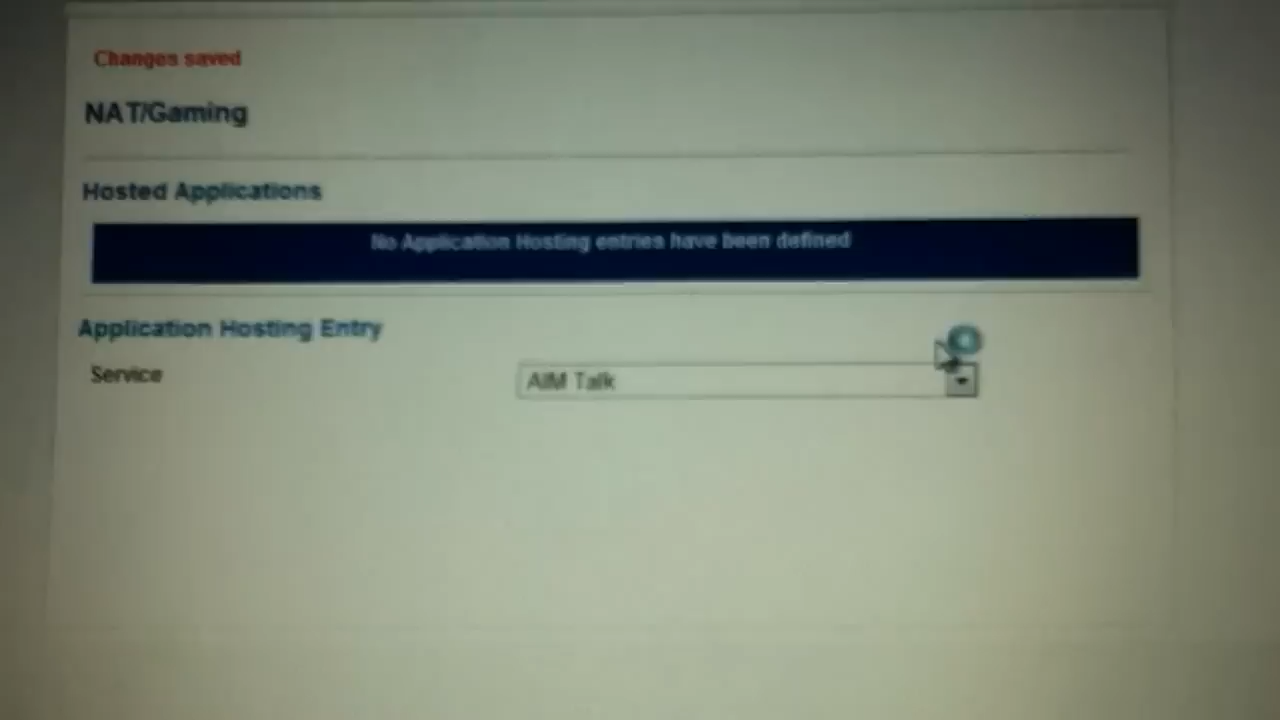 Changes saved
NAT/Gaming
Hosted Applications
No Application Hosting entries have been defined
Application Hosting Entry
Service
AIM Talk